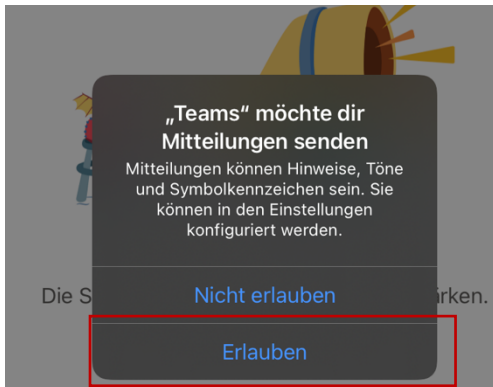 „Teams“ möchte dir
Mitteilungen senden
Mitteilungen können Hinweise, Töne
und Symbolkennzeichen sein. Sie
können in den Einstellungen
konfiguriert werden.
Die
Nicht erlauben
Erlauben